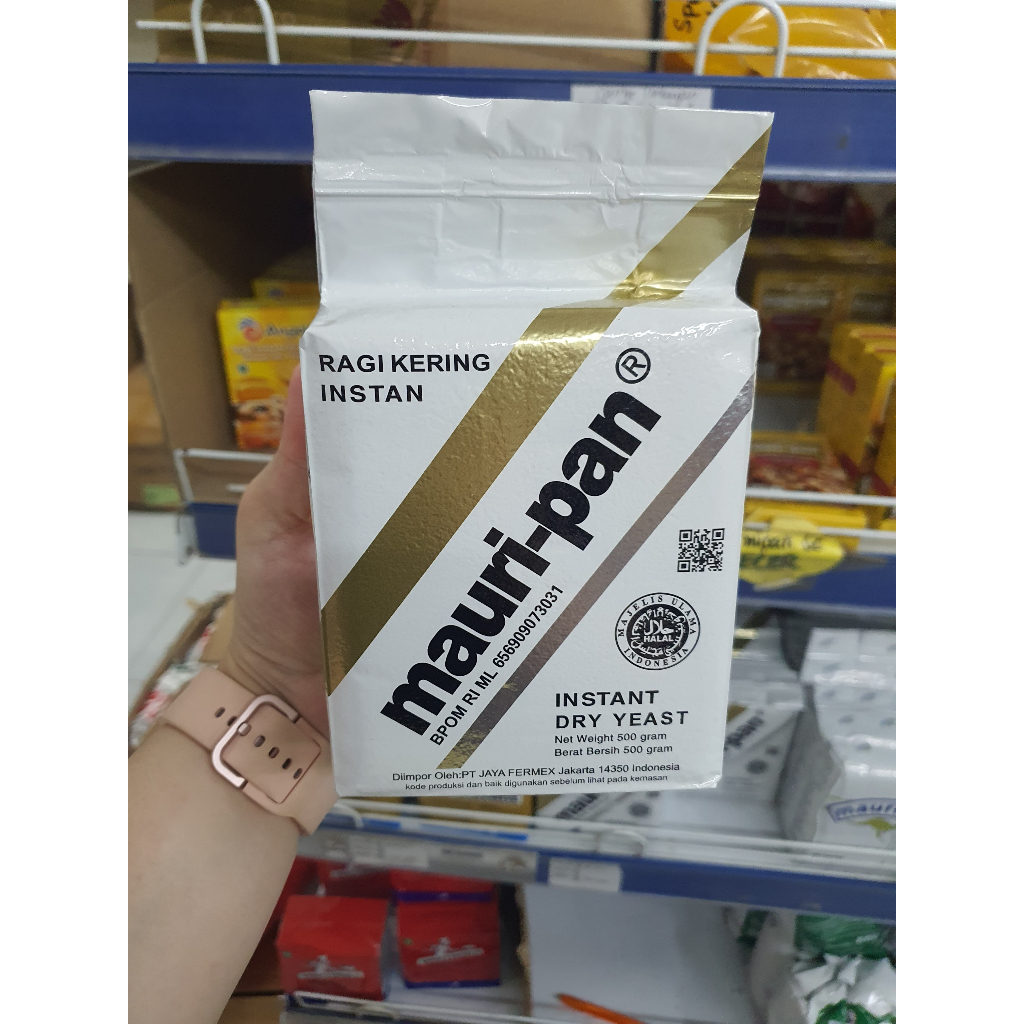 RAGI KERING
INSTAN
mauri-pan®
BPOM RI ML 656909073031
MAJELIS ULAMA
حلال
HALAL
INDONESIA
INSTANT
DRY YEAST
Net Weight 500 gram
Berat Bersih 500 gram
Diimpor Oleh:PT JAYA FERMEX Jakarta 14350 Indonesia
kode produksi dan baik digunakan sebelum lihat pada kemasan